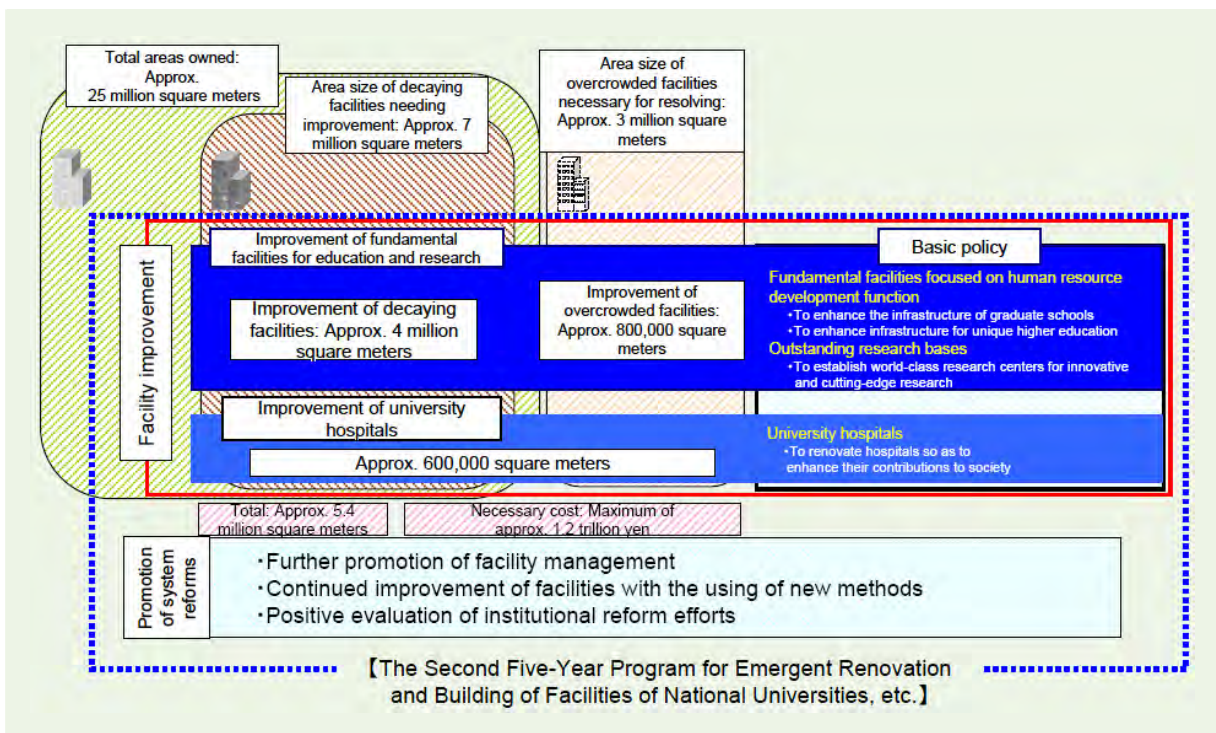 Total areas owned:
Approx.
25 million square meters
Area size of decaying
facilities needing
improvement: Approx. 7
million square meters
Area size of
overcrowded facilities
necessary for resolving:
Approx. 3 million square
meters
Facility improvement
Improvement of fundamental
facilities for education and research
Improvement of decaying
facilities: Approx. 4 million
square meters
Improvement of
overcrowded facilities:
Approx. 800,000 square
meters
Basic policy
Fundamental facilities focused on human resource
development function
・To enhance the infrastructure of graduate schools
・To enhance infrastructure for unique higher education
Outstanding research bases
・To establish world-class research centers for innovative
and cutting-edge research
Improvement of university
hospitals
Approx. 600,000 square meters
University hospitals
・To renovate hospitals so as to
enhance their contributions to society
Total: Approx. 5.4
million square meters
Necessary cost: Maximum of
approx. 1.2 trillion yen
Promotion
of system
reforms
・Further promotion of facility management
・Continued improvement of facilities with the using of new methods
・Positive evaluation of institutional reform efforts
【The Second Five-Year Program for Emergent Renovation
and Building of Facilities of National Universities, etc.】